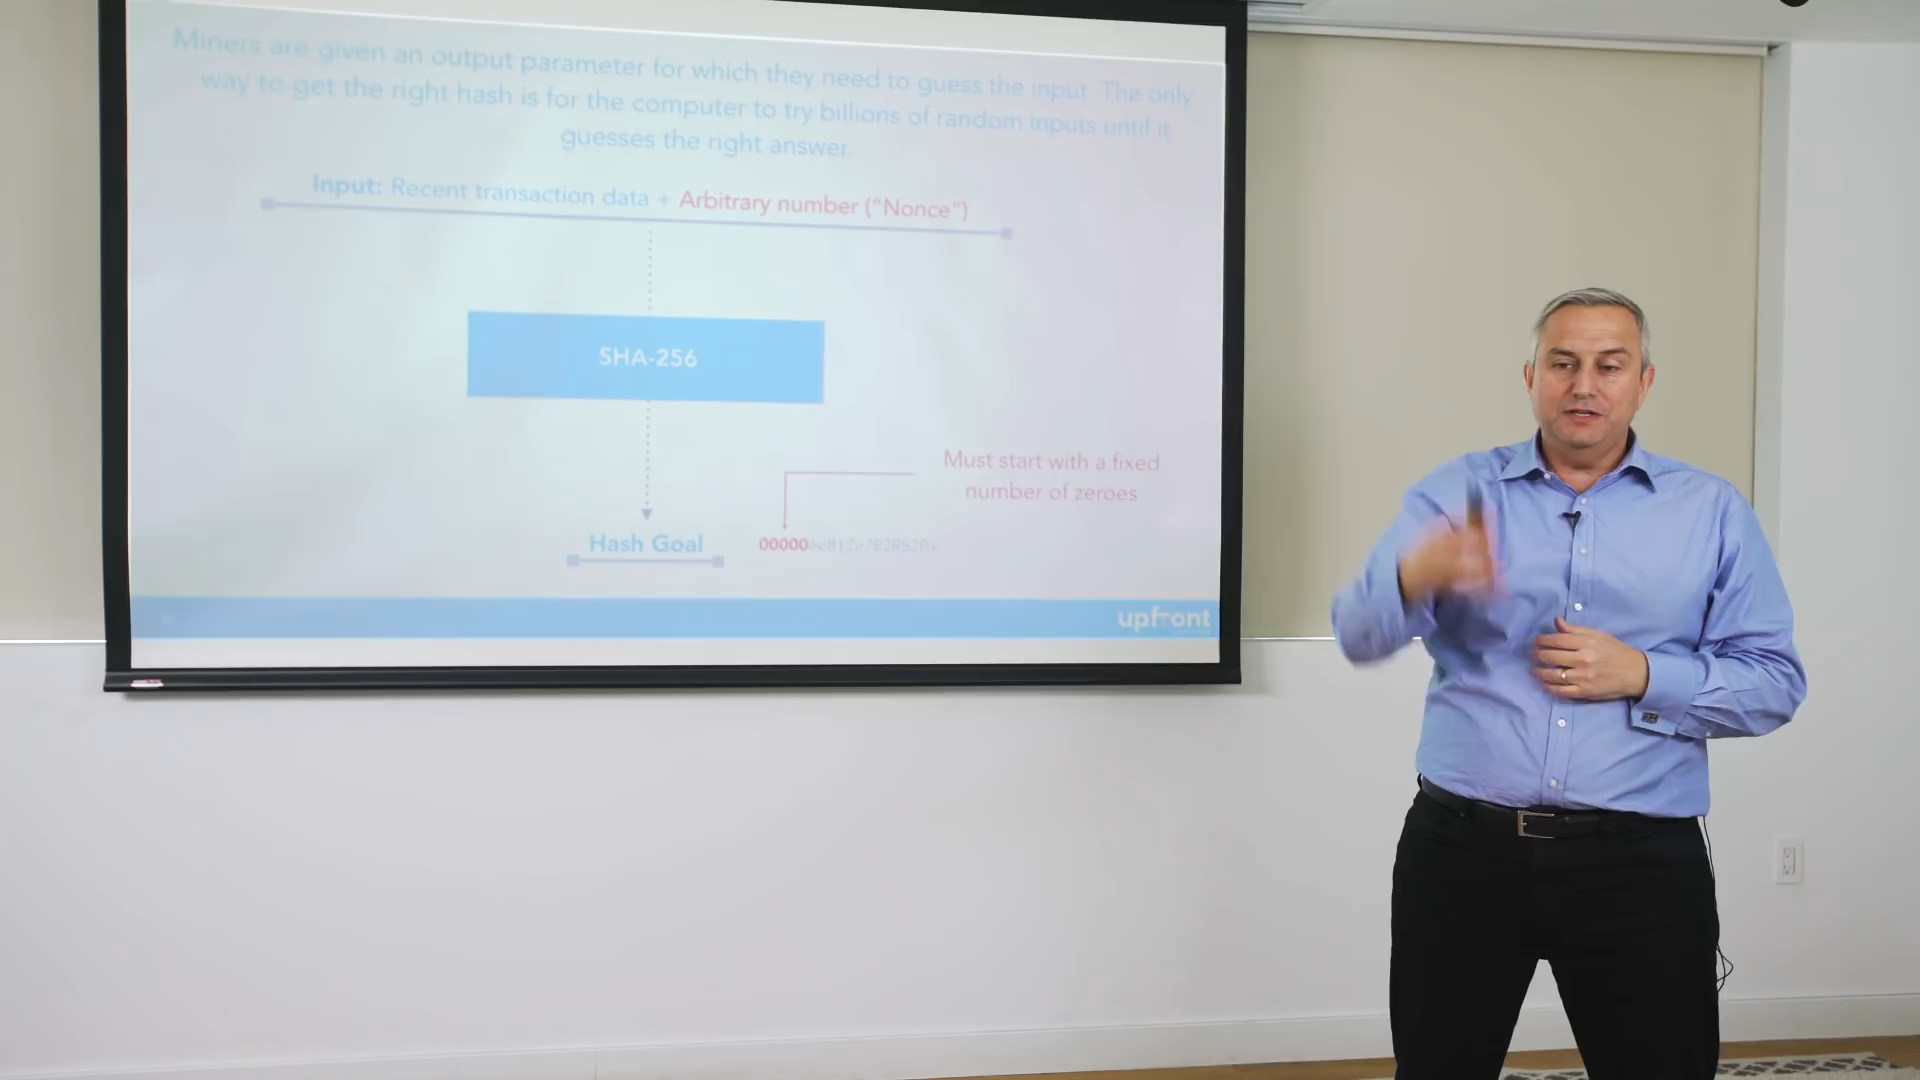 Miners are given an output parameter for which they need to guess the input. The only
way to get the right hash is for the computer to try billions of random inputs until it
guesses the right answer.
Input: Recent transaction data + Arbitrary number (“Nonce”)
SHA-256
Must start with a fixed
number of zeroes
Hash Goal
upfront